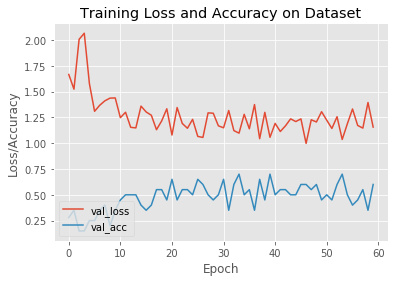 Training Loss and Accuracy on Dataset
2.00
1.75
1.50
1.25
1.00
0.75
0.50
0.25
Loss/Accuracy
val_loss
val_acc
0 10 20 30 40 50 60
Epoch